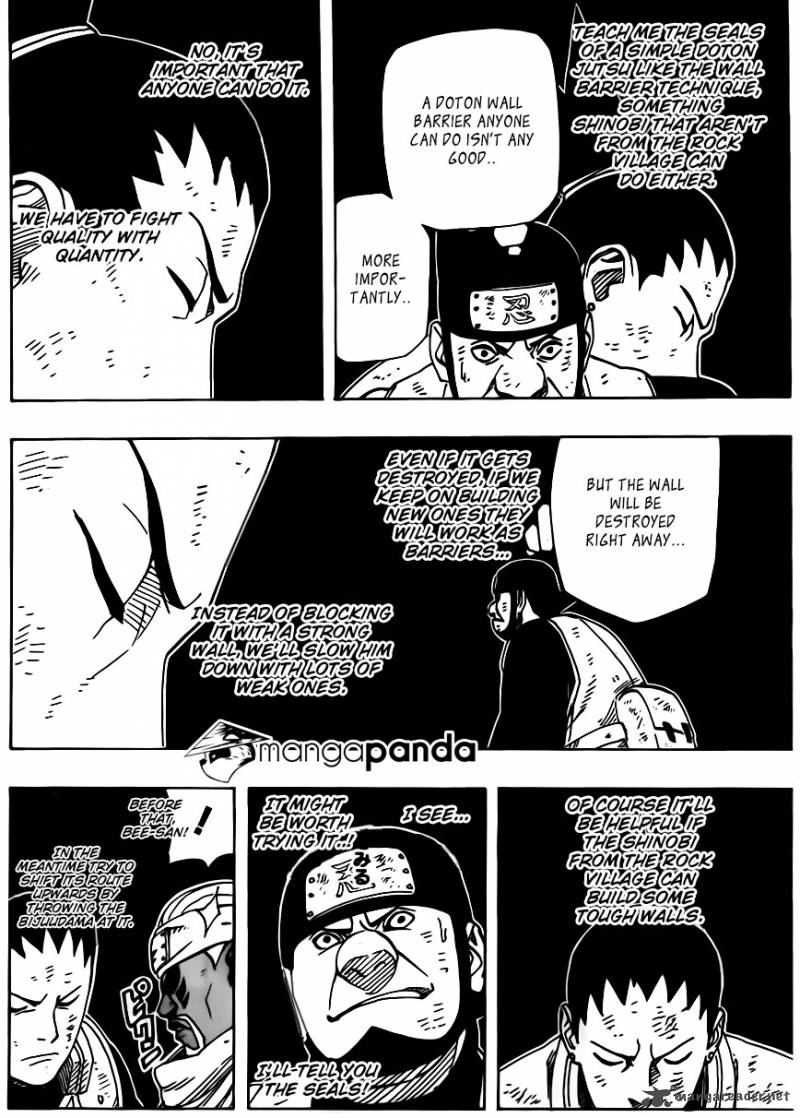 TEACH ME THE SEALS
OF A SIMPLE DOTON
JUTSU LIKE THE WALL
BARRIER TECHNIQUE,
SOMETHING
SHINOBI THAT AREN'T
FROM THE ROCK
VILLAGE CAN
DO EITHER.
A DOTON WALL
BARRIER ANYONE
CAN DO ISN'T ANY
GOOD..
MORE
IMPOR-
TANTLY..
忍
NO, IT'S
IMPORTANT THAT
ANYONE CAN DO IT.
WE HAVE TO FIGHT
QUALITY WITH
QUANTITY.
BUT THE WALL
WILL BE
DESTROYED
RIGHT AWAY...
EVEN IF IT GETS
DESTROYED, IF WE
KEEP ON BUILDING
NEW ONES THEY
WILL WORK AS
BARRIERS...
INSTEAD OF BLOCKING
IT WITH A STRONG
WALL, WE'LL SLOW HIM
DOWN WITH LOTS OF
WEAK ONES.
mangapanda
OF COURSE IT'LL
BE HELPFUL IF
THE SHINOBI
FROM THE ROCK
VILLAGE CAN
BUILD SOME
TOUGH WALLS.
I SEE...
IT MIGHT
BE WORTH
TRYING IT..!
みる
忍
I'LL TELL YOU
THE SEALS!
BEFORE
THAT,
BEE-SAN!
!
IN THE
MEANTIME TRY TO
SHIFT ITS ROUTE
UPWARDS BY
THROWING THE
BIJUUDAMA AT IT.
mangareader.net